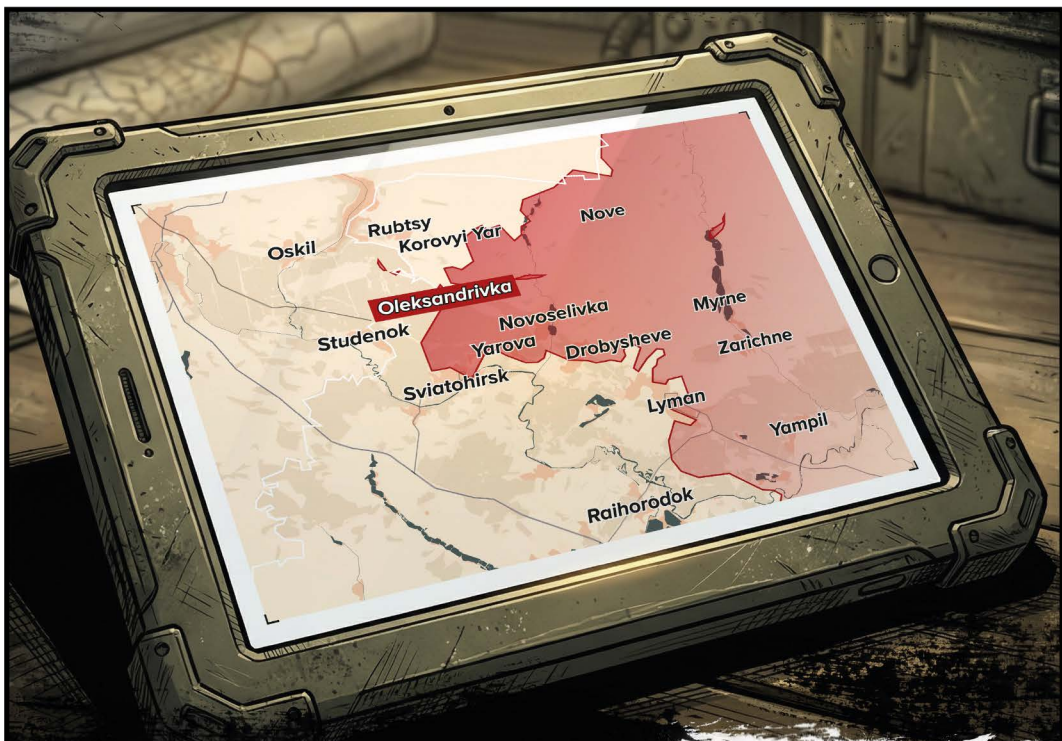 Nove
Rubtsy
Korovyi Yar
Oskil
Oleksandrivka
Novoselivka
Myrne
Studenok
Yarova
Drobysheve
Zarichne
Sviatohirsk
Lyman
Yampil
Raihorodok